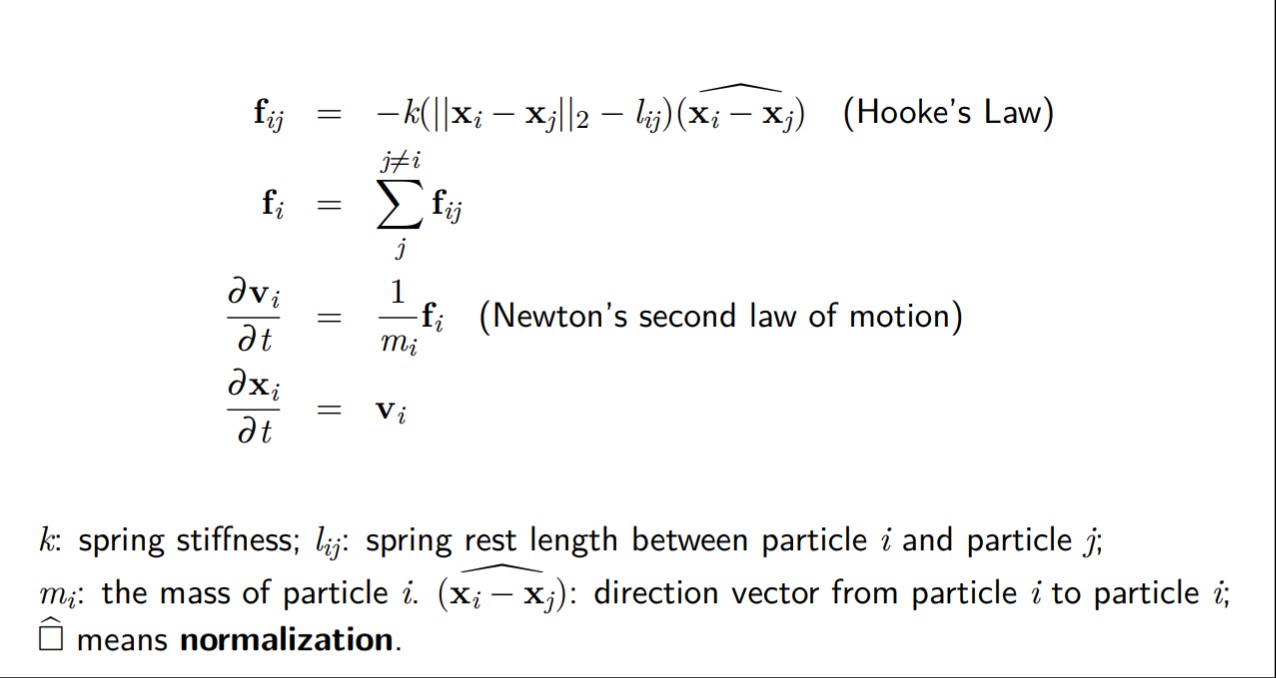 $\mathbf{f}_{ij} = -k(||\mathbf{x}_i - \mathbf{x}_j||_2 - l_{ij})(\widehat{\mathbf{x}_i - \mathbf{x}_j})$ (Hooke's Law)
$\mathbf{f}_i = \sum_{j}^{j \neq i} \mathbf{f}_{ij}$
$\frac{\partial \mathbf{v}_i}{\partial t} = \frac{1}{m_i} \mathbf{f}_i$ (Newton's second law of motion)
$\frac{\partial \mathbf{x}_i}{\partial t} = \mathbf{v}_i$
$k$: spring stiffness; $l_{ij}$: spring rest length between particle $i$ and particle $j$;
$m_i$: the mass of particle $i$. $(\widehat{\mathbf{x}_i - \mathbf{x}_j})$: direction vector from particle $i$ to particle $i$;
$\widehat{\square}$ means normalization.